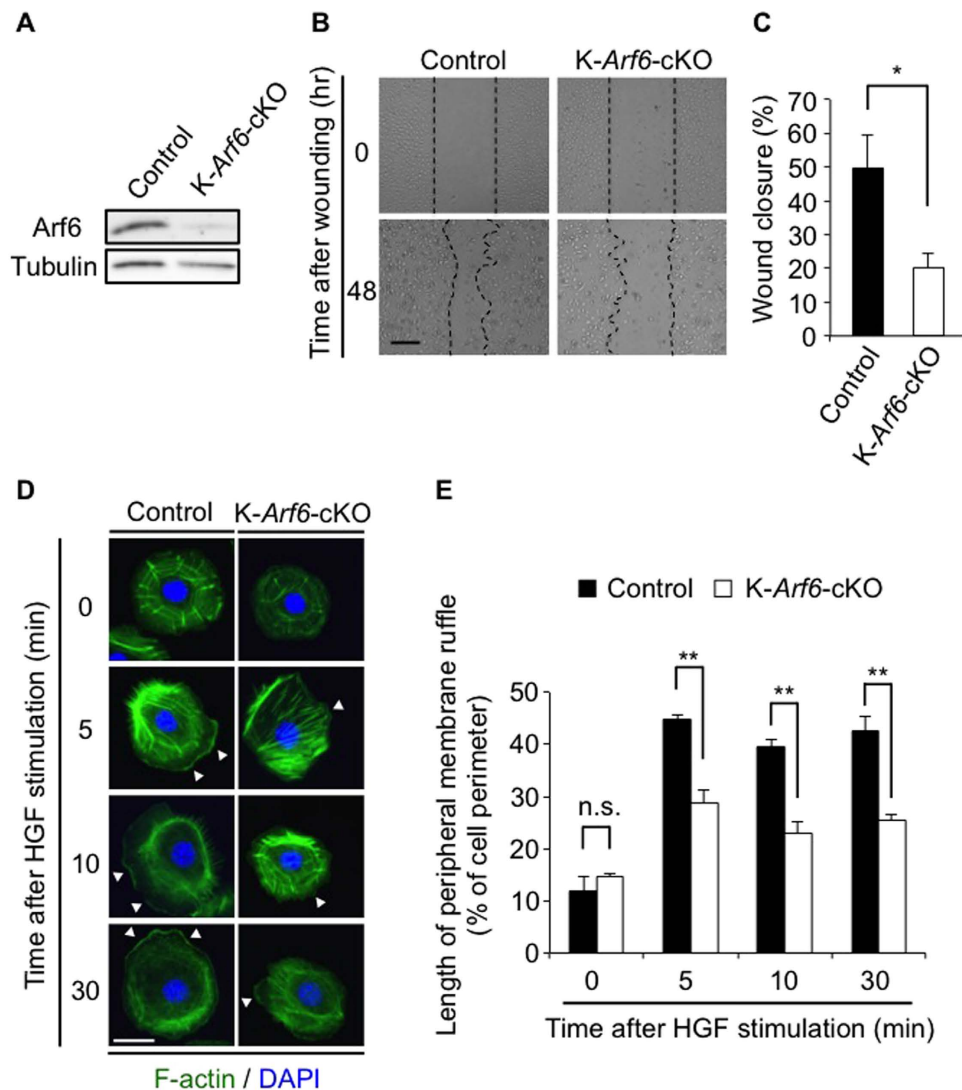 A
Control
K-Arf6-cKO
Arf6
Tubulin
B
Control
K-Arf6-cKO
Time after wounding (hr)
0
48
C
*
Wound closure (%)
70
60
50
40
30
20
10
0
Control
K-Arf6-cKO
D
Control
K-Arf6-cKO
Time after HGF stimulation (min)
0
5
10
30
F-actin / DAPI
E
Control
K-Arf6-cKO
Length of peripheral membrane ruffle
(% of cell perimeter)
50
40
30
20
10
0
n.s.
**
**
**
0
5
10
30
Time after HGF stimulation (min)